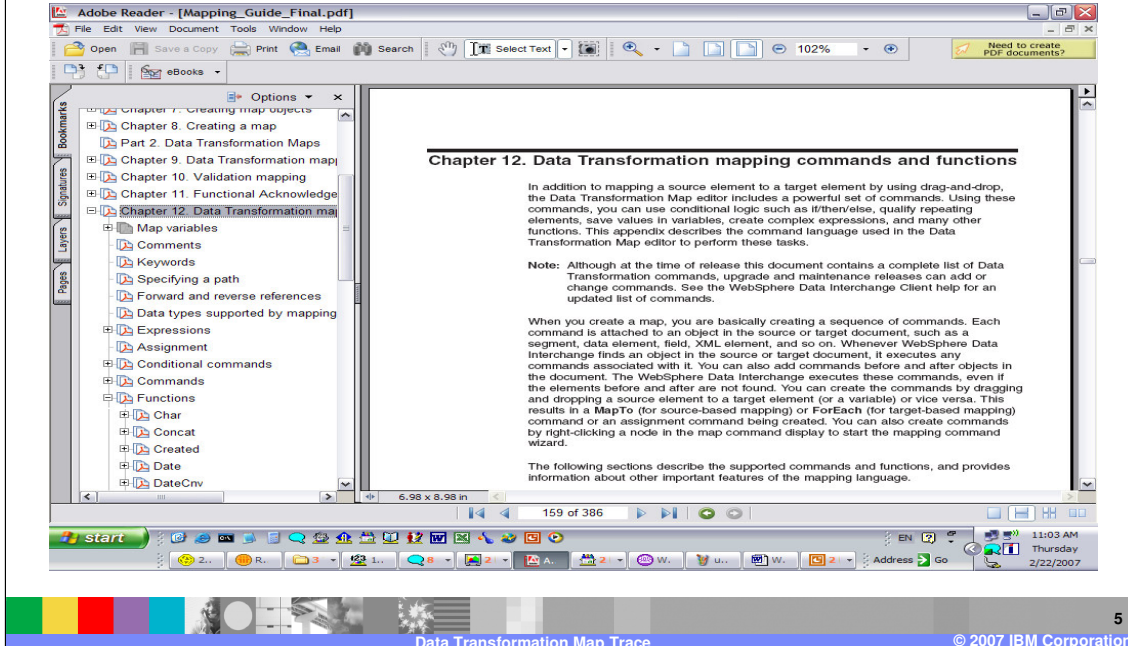 Adobe Reader - [Mapping_Guide_Final.pdf]
File Edit View Document Tools Window Help
Open Save a Copy Print Email Search Select Text 102% Need to create PDF documents?
eBooks
Options
Bookmarks
Signatures
Layers
Pages
Chapter 7. Creating map objects
Chapter 8. Creating a map
Part 2. Data Transformation Maps
Chapter 9. Data Transformation map
Chapter 10. Validation mapping
Chapter 11. Functional Acknowledge
Chapter 12. Data Transformation ma
Map variables
Comments
Keywords
Specifying a path
Forward and reverse references
Data types supported by mapping
Expressions
Assignment
Conditional commands
Commands
Functions
Char
Concat
Created
Date
DateCnv
Chapter 12. Data Transformation mapping commands and functions
In addition to mapping a source element to a target element by using drag-and-drop,
the Data Transformation Map editor includes a powerful set of commands. Using these
commands, you can use conditional logic such as if/then/else, qualify repeating
elements, save values in variables, create complex expressions, and many other
functions. This appendix describes the command language used in the Data
Transformation Map editor to perform these tasks.
Note: Although at the time of release this document contains a complete list of Data
Transformation commands, upgrade and maintenance releases can add or
change commands. See the WebSphere Data Interchange Client help for an
updated list of commands.
When you create a map, you are basically creating a sequence of commands. Each
command is attached to an object in the source or target document, such as a
segment, data element, field, XML element, and so on. Whenever WebSphere Data
Interchange finds an object in the source or target document, it executes any
commands associated with it. You can also add commands before and after objects in
the document. The WebSphere Data Interchange executes these commands, even if
the elements before and after are not found. You can create the commands by dragging
and dropping a source element to a target element (or a variable) or vice versa. This
results in a MapTo (for source-based mapping) or ForEach (for target-based mapping)
command or an assignment command being created. You can also create commands
by right-clicking a node in the map command display to start the mapping command
wizard.
The following sections describe the supported commands and functions, and provides
information about other important features of the mapping language.
6.98 x 8.98 in
159 of 386
start EN 11:03 AM
Thursday
2.. R.. 3 1.. 8 2 A. 2 W. u.. W.. 2 Address Go 2/22/2007
5
Data Transformation Map Trace © 2007 IBM Corporation